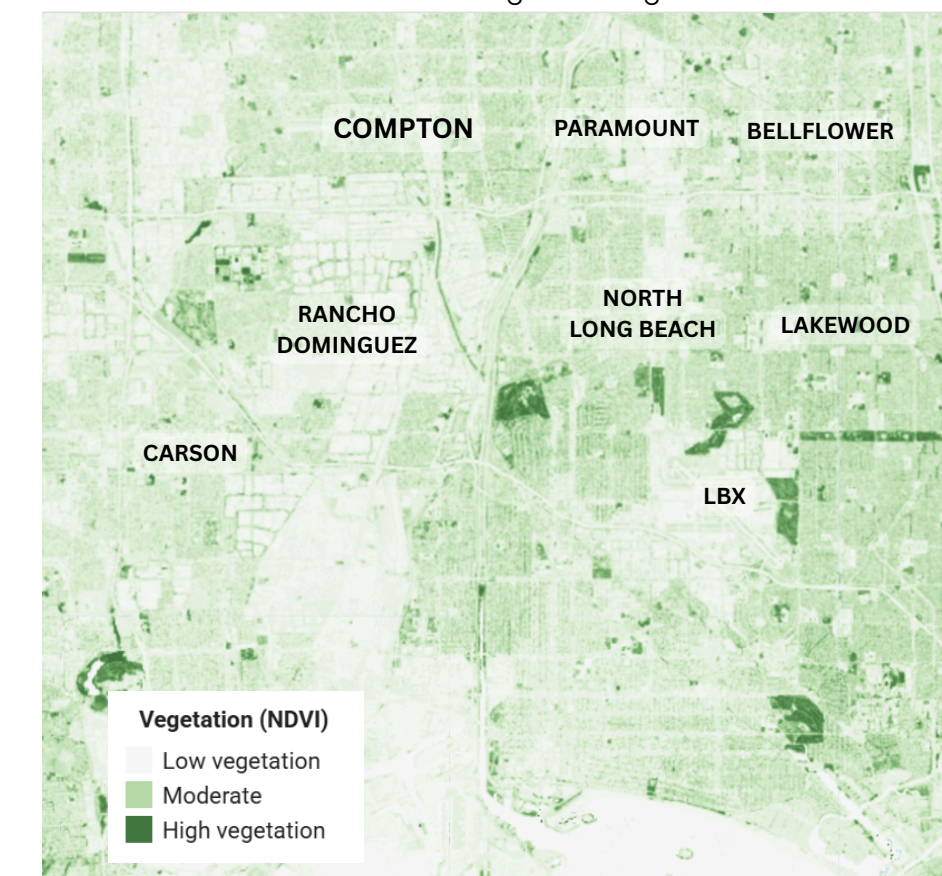 COMPTON
PARAMOUNT
BELLFLOWER
RANCHO
DOMINGUEZ
NORTH
LONG BEACH
LAKEWOOD
CARSON
LBX
Vegetation (NDVI)
Low vegetation
Moderate
High vegetation